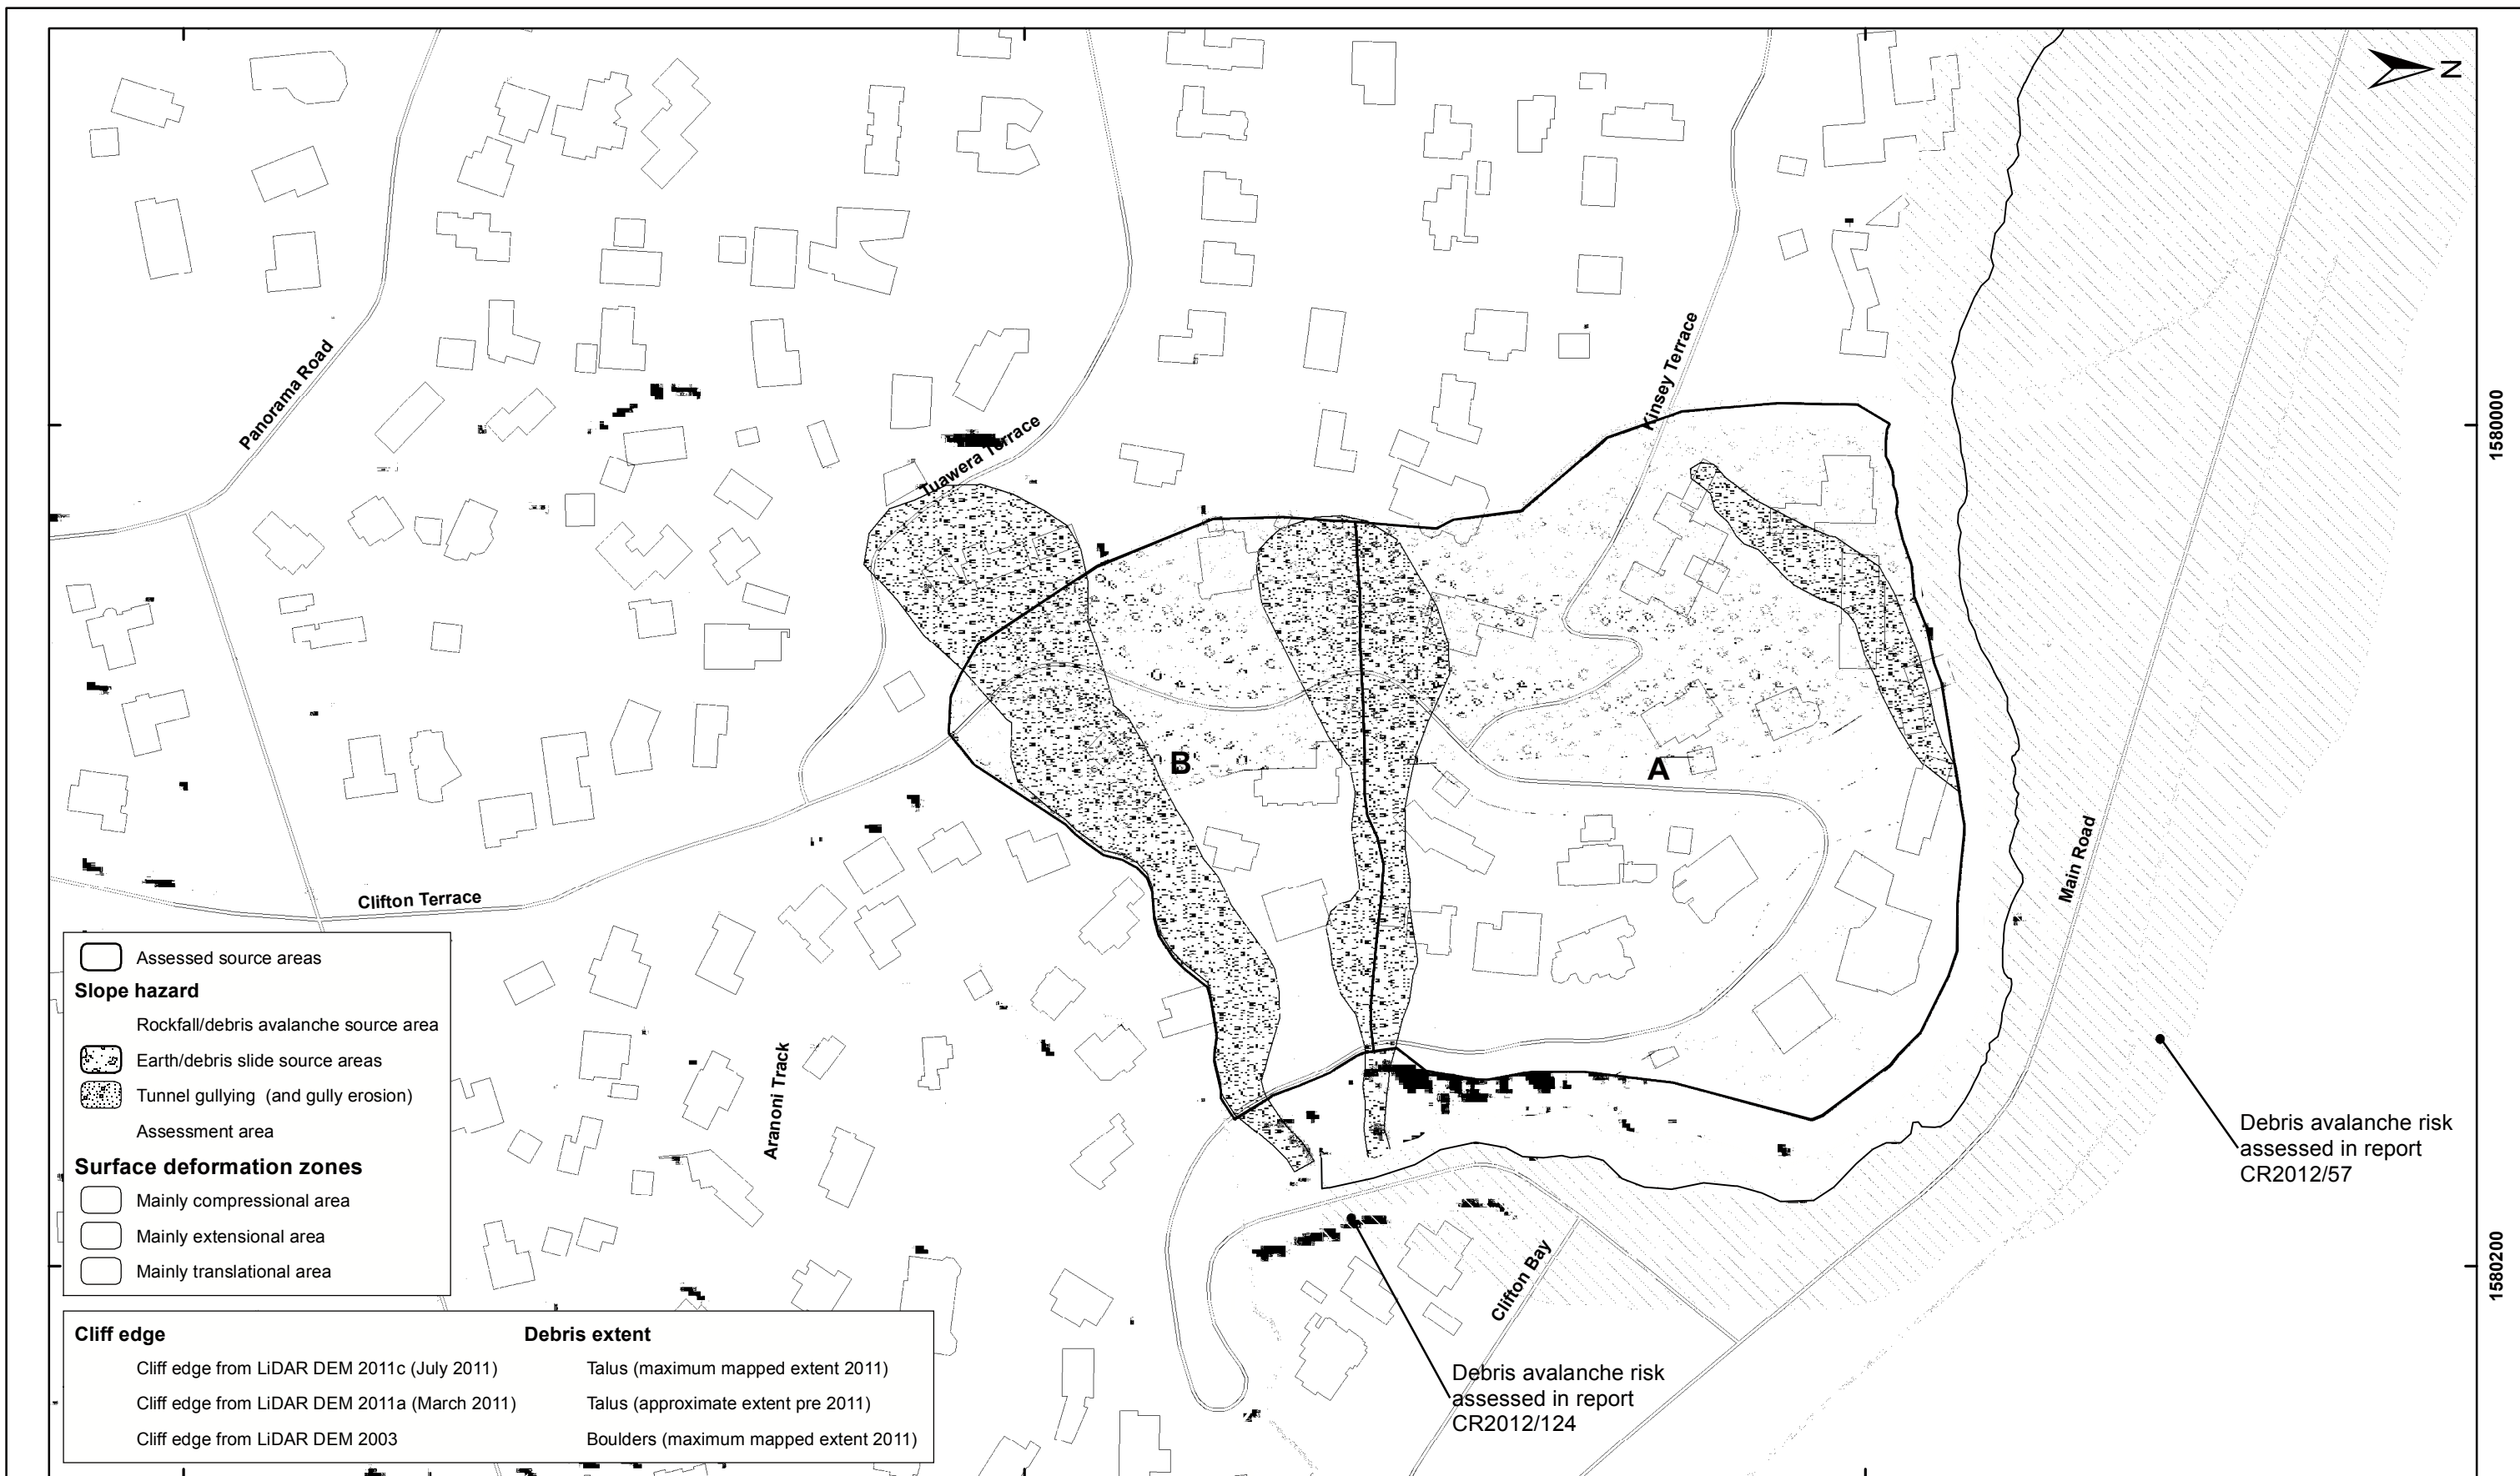 N
Panorama Road
Kinsey Terrace
Tuawera Terrace
1580000
B
A
Main Road
Clifton Terrace
Aranoni Track
Clifton Bay
1580200
Debris avalanche risk
assessed in report
CR2012/57
Debris avalanche risk
assessed in report
CR2012/124
Assessed source areas
Slope hazard
Rockfall/debris avalanche source area
Earth/debris slide source areas
Tunnel gullying (and gully erosion)
Assessment area
Surface deformation zones
Mainly compressional area
Mainly extensional area
Mainly translational area
Cliff edge
Cliff edge from LiDAR DEM 2011c (July 2011)
Cliff edge from LiDAR DEM 2011a (March 2011)
Cliff edge from LiDAR DEM 2003
Debris extent
Talus (maximum mapped extent 2011)
Talus (approximate extent pre 2011)
Boulders (maximum mapped extent 2011)